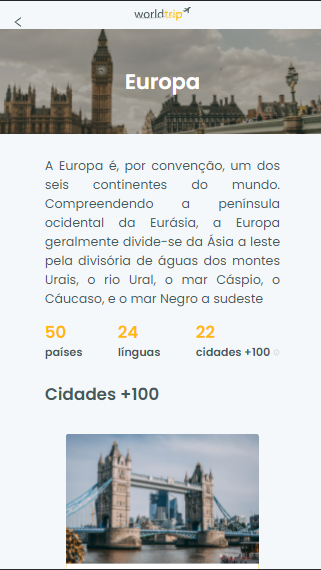 worldtrip
Europa
A Europa é, por convenção, um dos
seis continentes do mundo.
Compreendendo a península
ocidental da Eurásia, a Europa
geralmente divide-se da Ásia a leste
pela divisória de águas dos montes
Urais, o rio Ural, o mar Cáspio, o
Cáucaso, e o mar Negro a sudeste
50 24 22
países línguas cidades +100
Cidades +100